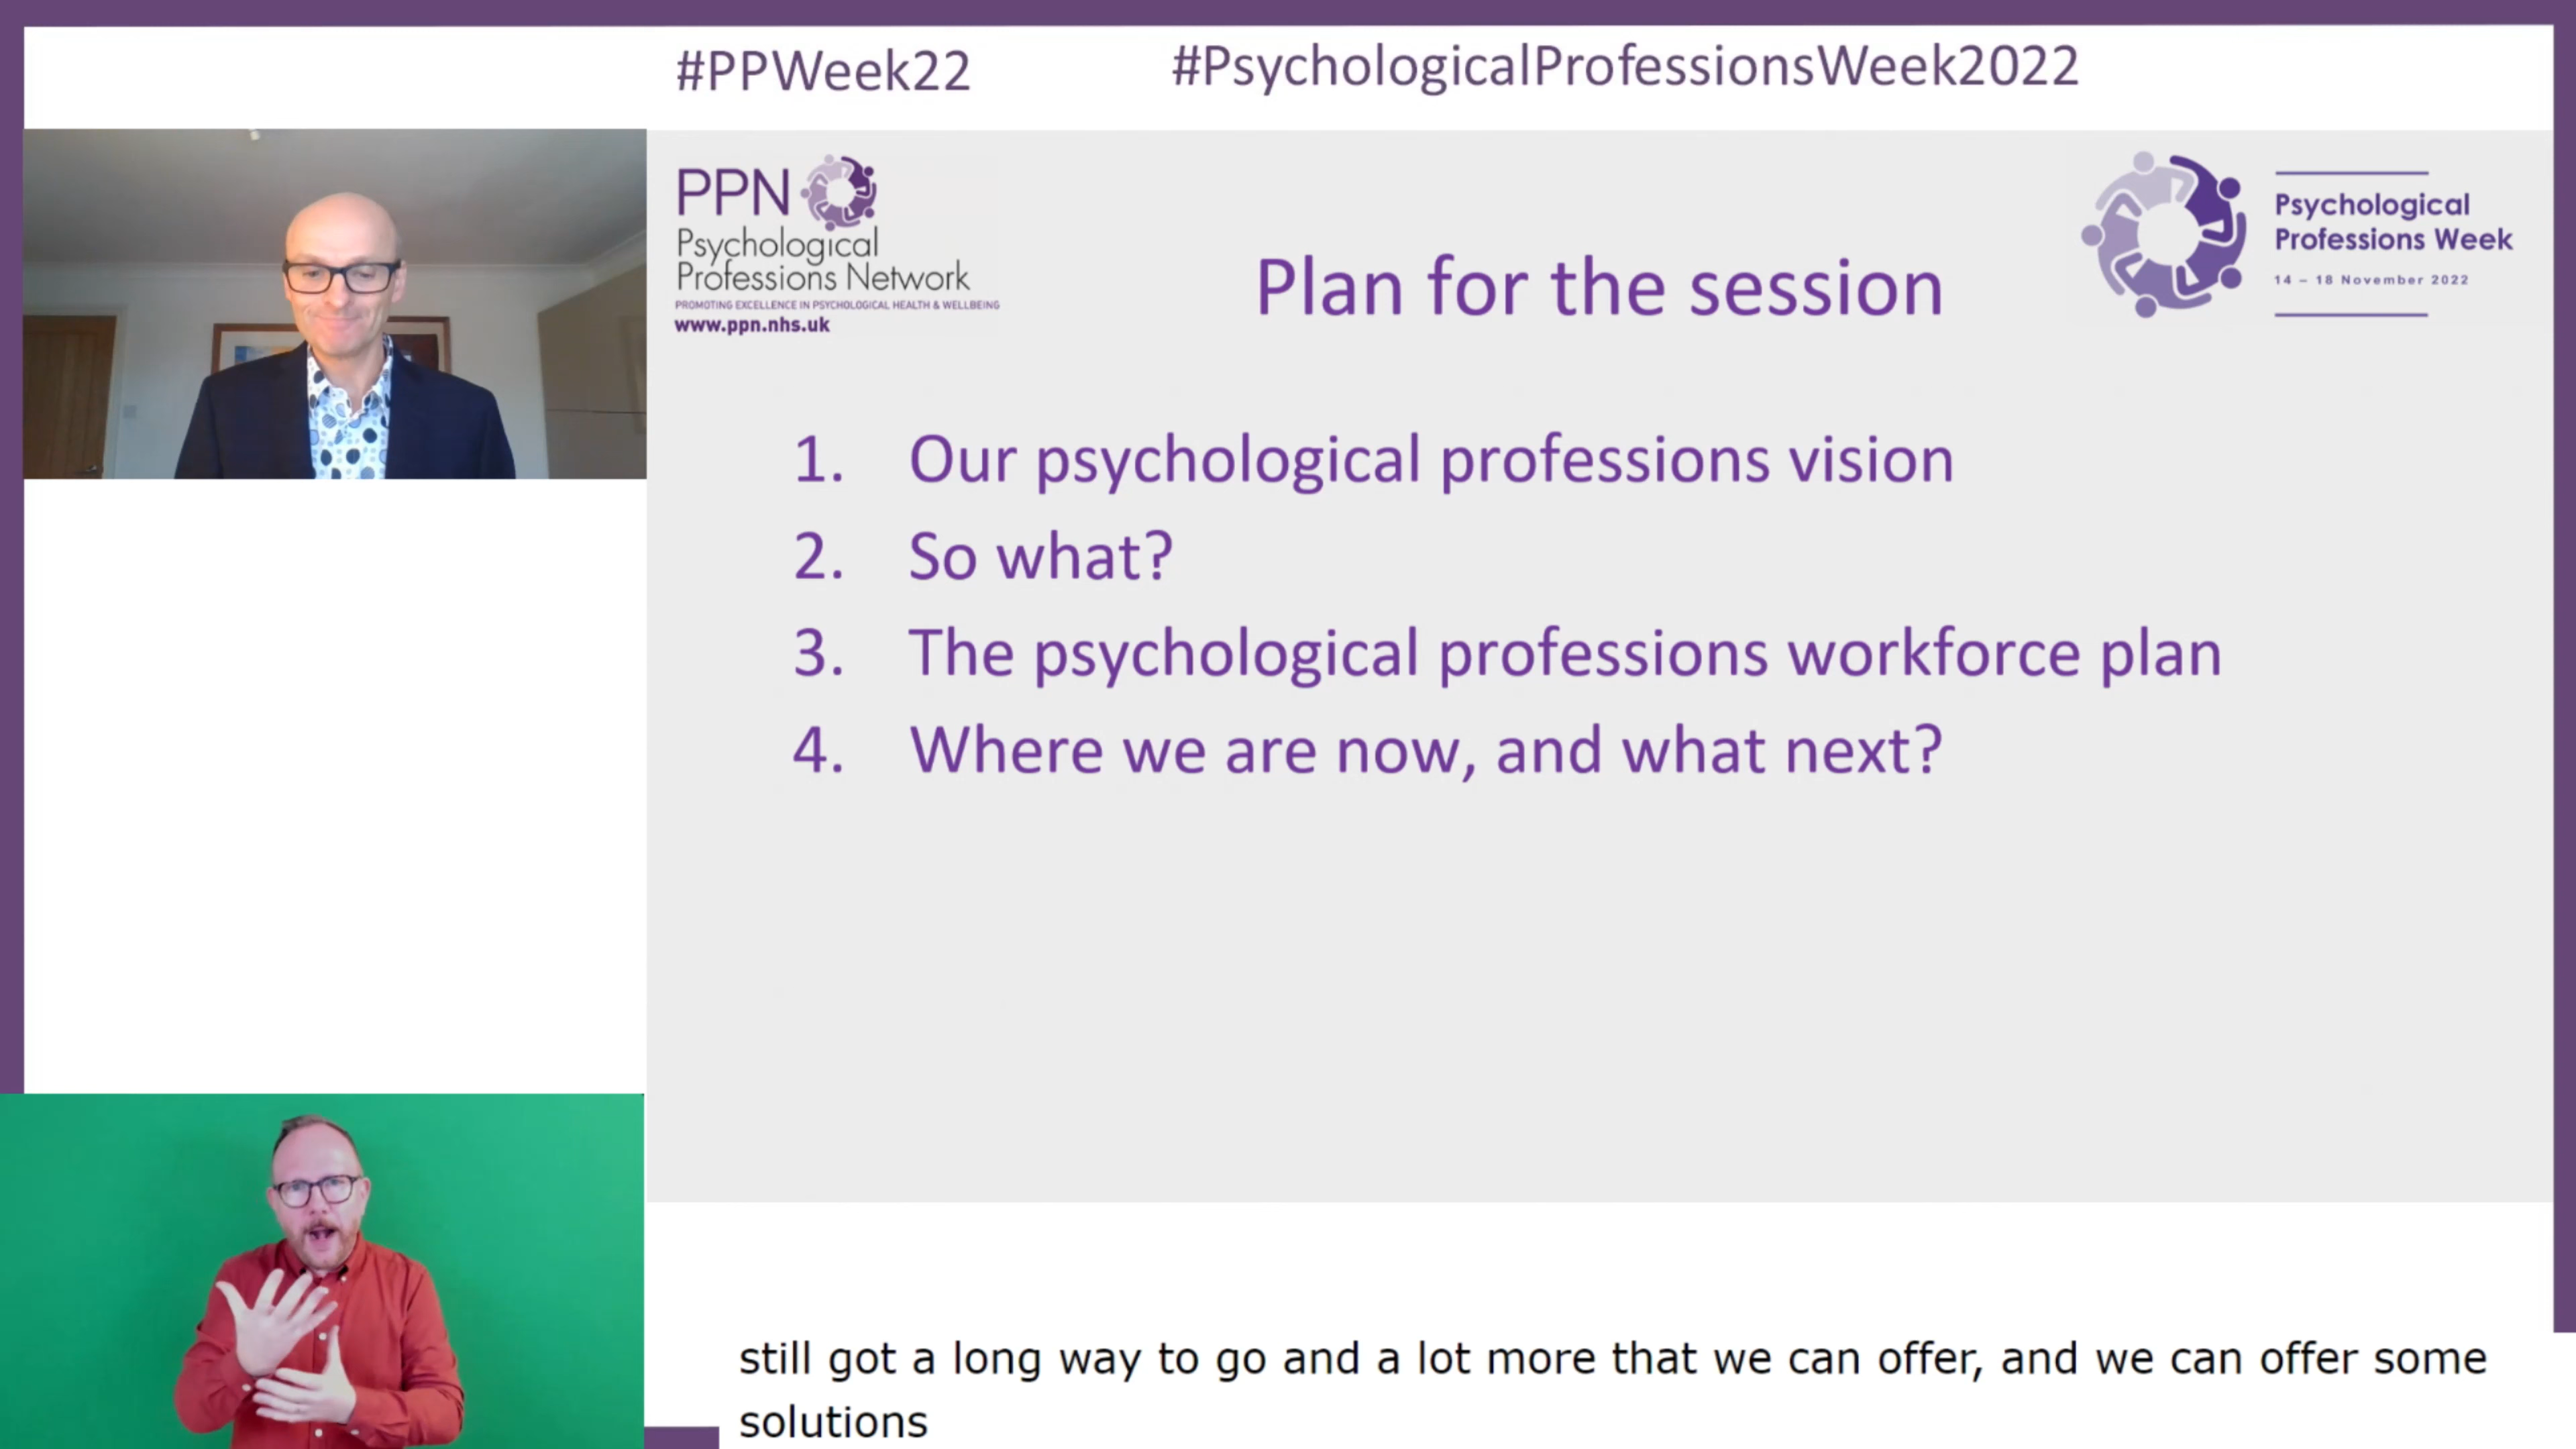 #PPWeek22 #PsychologicalProfessionsWeek2022
PPN
Psychological
Professions Network
PROMOTING EXCELLENCE IN PSYCHOLOGICAL HEALTH & WELLBEING
www.ppn.nhs.uk
Plan for the session
Psychological
Professions Week
14 – 18 November 2022
1. Our psychological professions vision
2. So what?
3. The psychological professions workforce plan
4. Where we are now, and what next?
still got a long way to go and a lot more that we can offer, and we can offer some
solutions